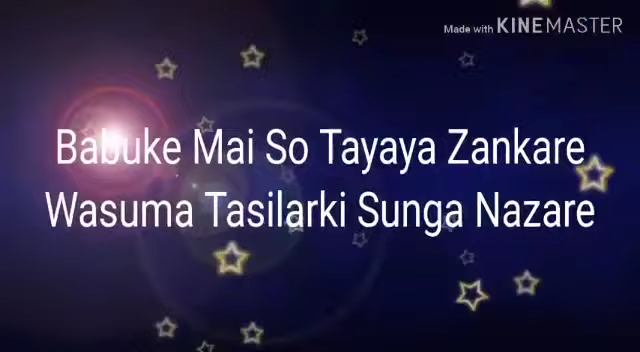 Made with KINEMASTER
Babuke Mai So Tayaya Zankare
Wasuma Tasilarki Sunga Nazare